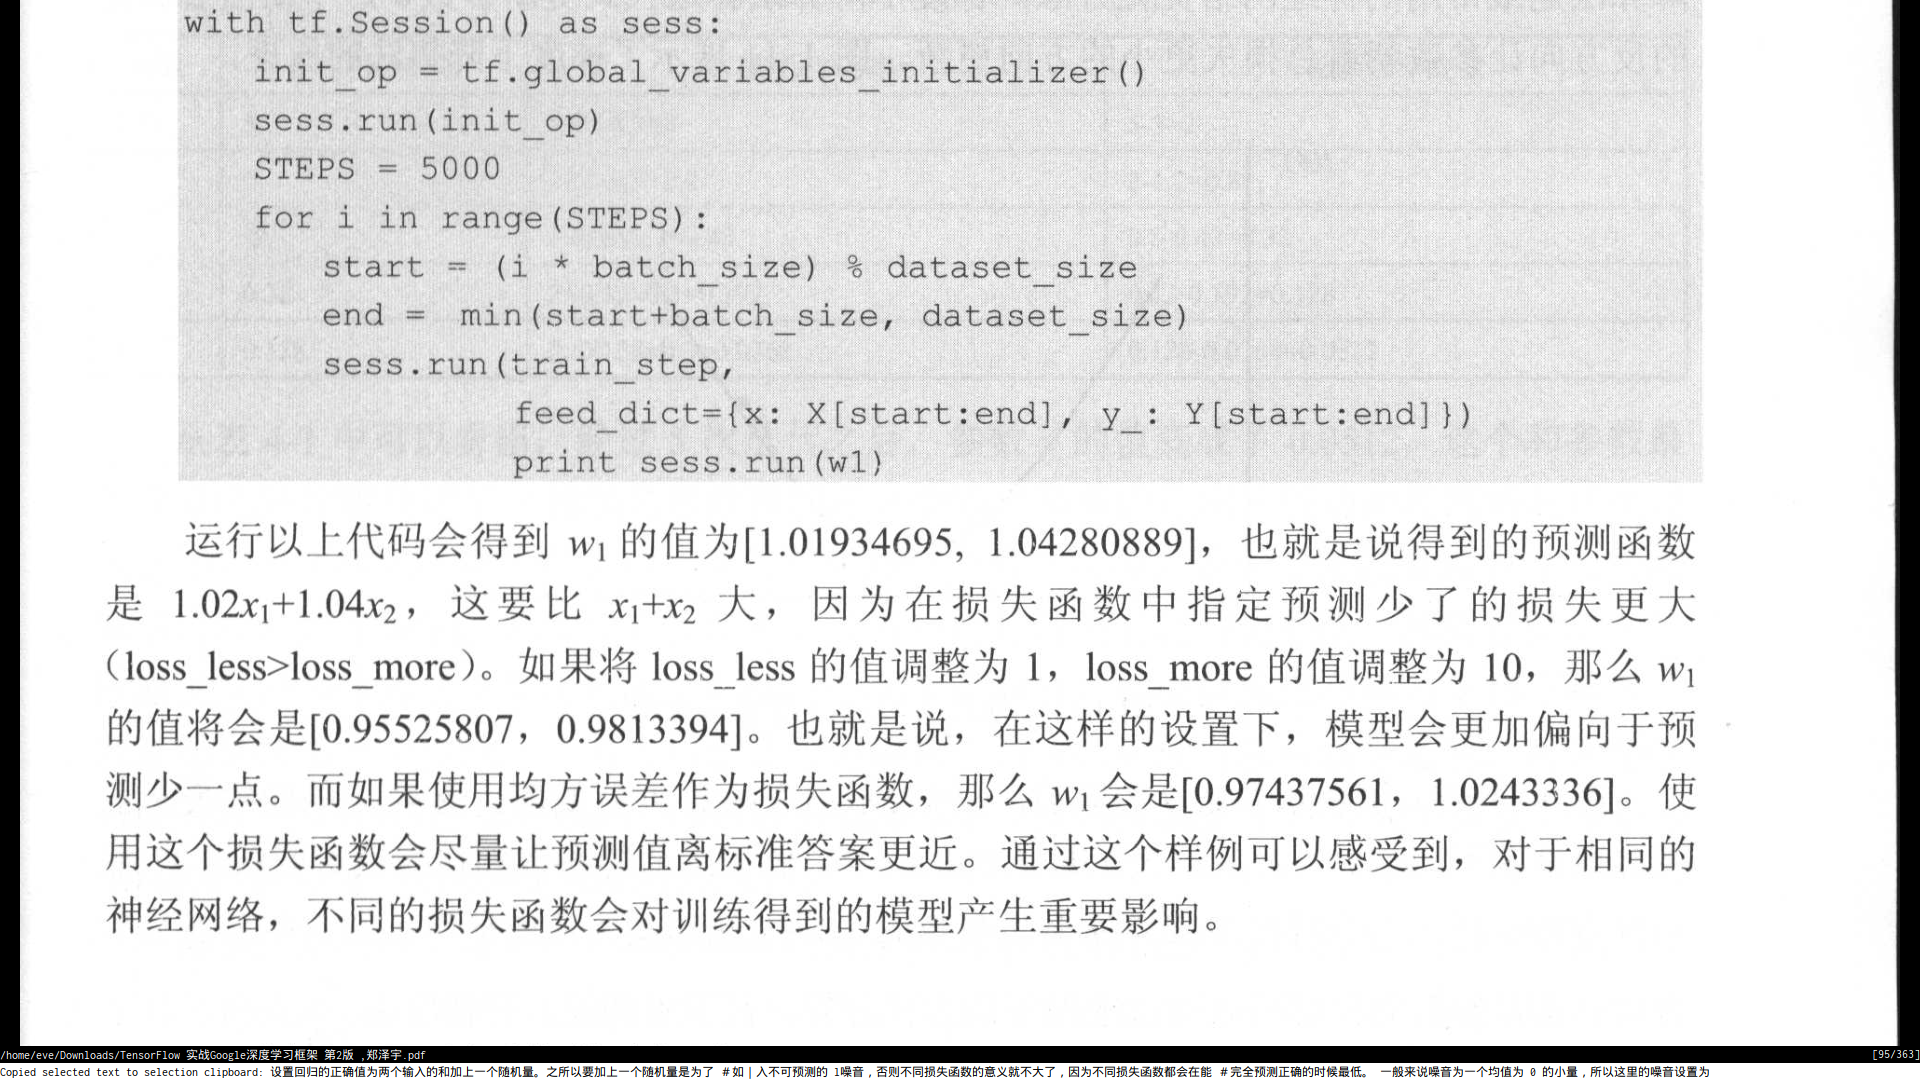 with tf.Session() as sess:
init_op = tf.global_variables_initializer()
sess.run(init_op)
STEPS = 5000
for i in range(STEPS):
start = (i * batch_size) % dataset_size
end = min(start+batch_size, dataset_size)
sess.run(train_step,
feed_dict={x: X[start:end], y_: Y[start:end]})
print sess.run(w1)
运行以上代码会得到 w1 的值为[1.01934695, 1.04280889]，也就是说得到的预测函数
是 1.02x1+1.04x2，这要比 x1+x2 大，因为在损失函数中指定预测少了的损失更大
（loss_less>loss_more）。如果将 loss_less 的值调整为 1，loss_more 的值调整为 10，那么 w1
的值将会是[0.95525807，0.9813394]。也就是说，在这样的设置下，模型会更加偏向于预
测少一点。而如果使用均方误差作为损失函数，那么 w1 会是[0.97437561，1.0243336]。使
用这个损失函数会尽量让预测值离标准答案更近。通过这个样例可以感受到，对于相同的
神经网络，不同的损失函数会对训练得到的模型产生重要影响。
/home/eve/Downloads/TensorFlow 实战Google深度学习框架 第2版 ,郑泽宇.pdf [95/363]
Copied selected text to selection clipboard: 设置回归的正确值为两个输入的和加上一个随机量。之所以要加上一个随机量是为了 #如｜入不可预测的 1噪音，否则不同损失函数的意义就不大了，因为不同损失函数都会在能 #完全预测正确的时候最低。 一般来说噪音为一个均值为 0 的小量，所以这里的噪音设置为